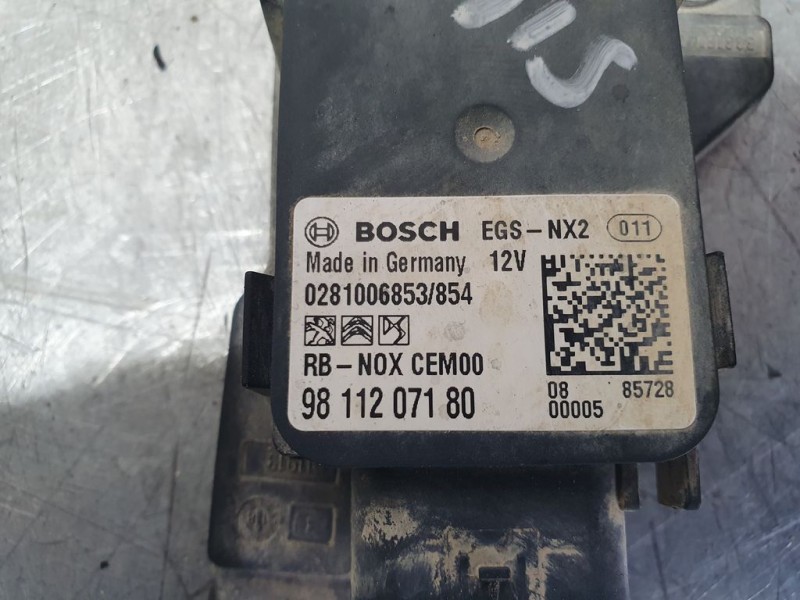 BOSCH EGS-NX2 011
Made in Germany 12V
0281006853/854
RB-NOX CEM00
98 112 071 80
08 85728
00005